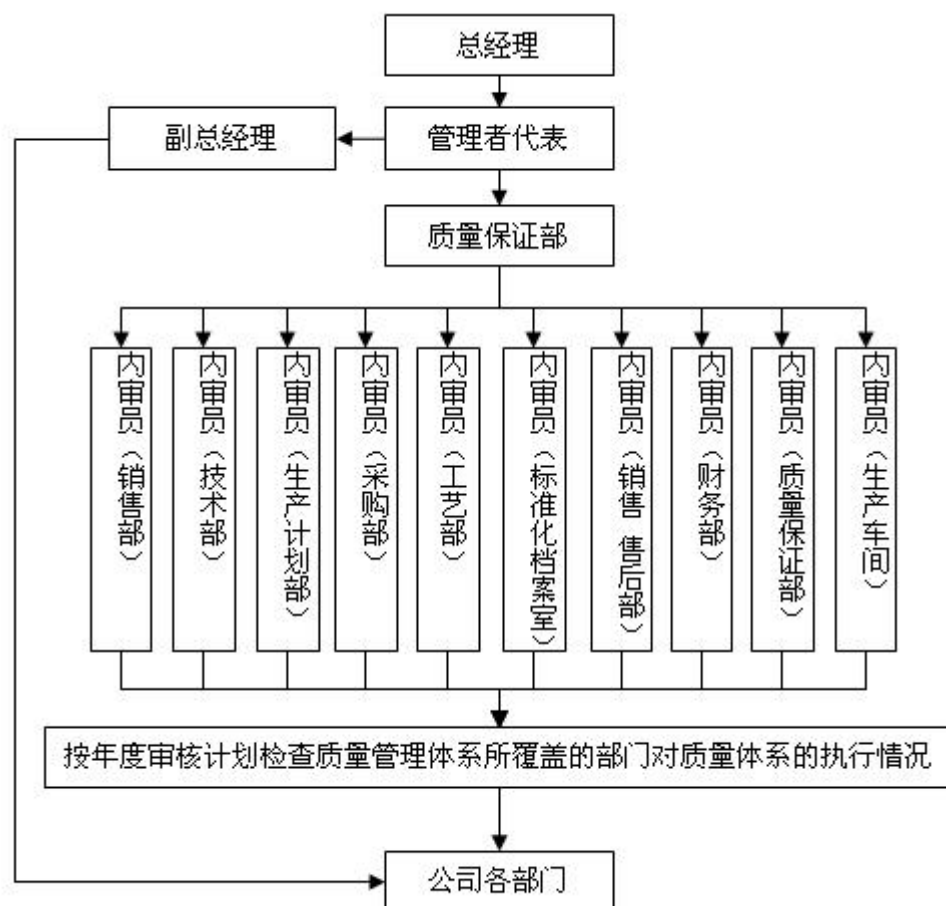 总经理
副总经理
管理者代表
质量保证部
内审员（销售部）
内审员（技术部）
内审员（生产计划部）
内审员（采购部）
内审员（工艺部）
内审员（标准化档案室）
内审员（销售 售后部）
内审员（财务部）
内审员（质量保证部）
内审员（生产车间）
按年度审核计划检查质量管理体系所覆盖的部门对质量体系的执行情况
公司各部门